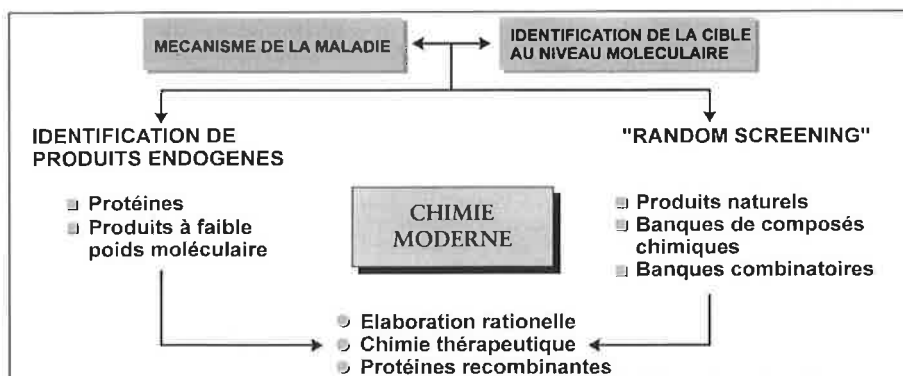 MECANISME DE LA MALADIE
IDENTIFICATION DE LA CIBLE
AU NIVEAU MOLECULAIRE
IDENTIFICATION DE
PRODUITS ENDOGENES
Protéines
Produits à faible
poids moléculaire
CHIMIE
MODERNE
"RANDOM SCREENING"
Produits naturels
Banques de composés
chimiques
Banques combinatoires
Elaboration rationelle
Chimie thérapeutique
Protéines recombinantes